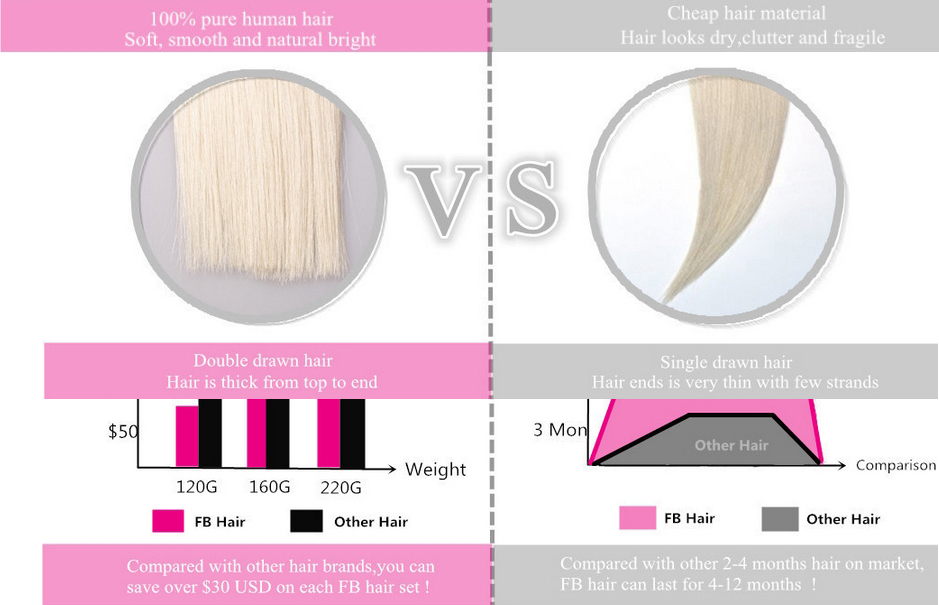 100% pure human hair
Soft, smooth and natural bright
Cheap hair material
Hair looks dry,clutter and fragile
VS
Double drawn hair
Hair is thick from top to end
Single drawn hair
Hair ends is very thin with few strands
$50
Weight
120G
160G
220G
FB Hair
Other Hair
3 Mon
Other Hair
Comparison
FB Hair
Other Hair
Compared with other hair brands,you can
save over $30 USD on each FB hair set !
Compared with other 2-4 months hair on market,
FB hair can last for 4-12 months !